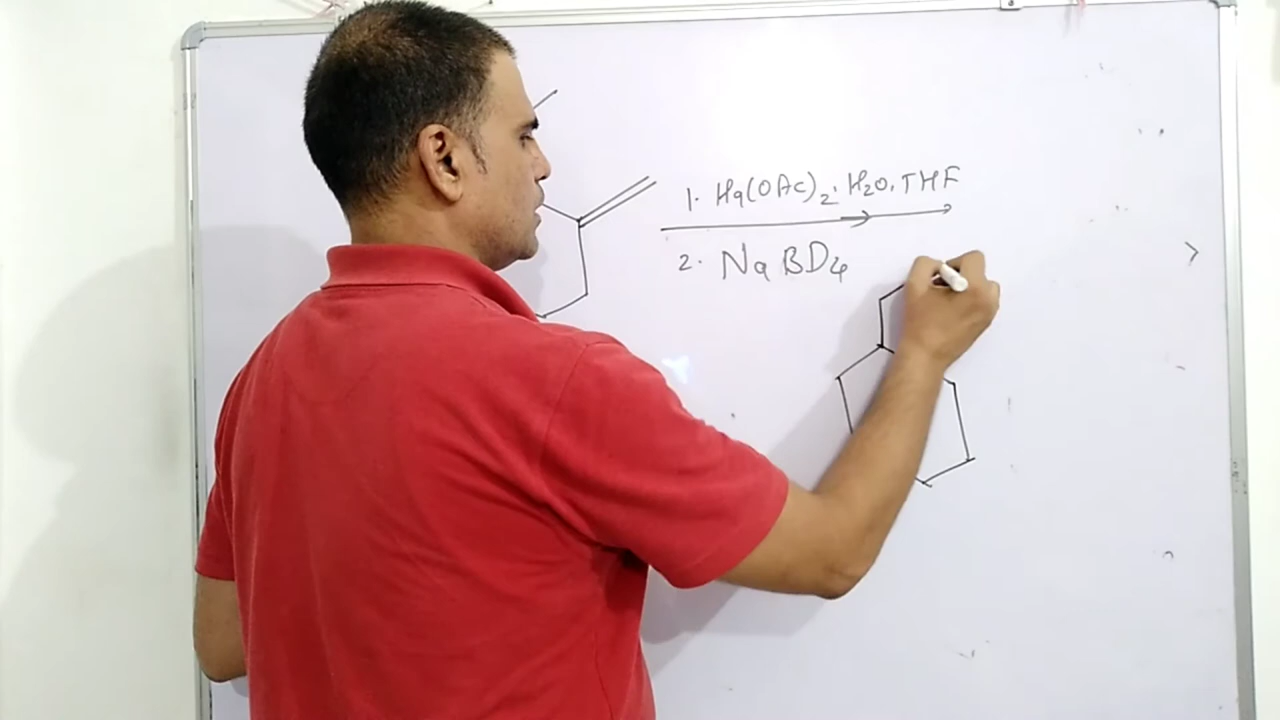 1. Hg(OAc)2, H2O, THF
2. NaBD4